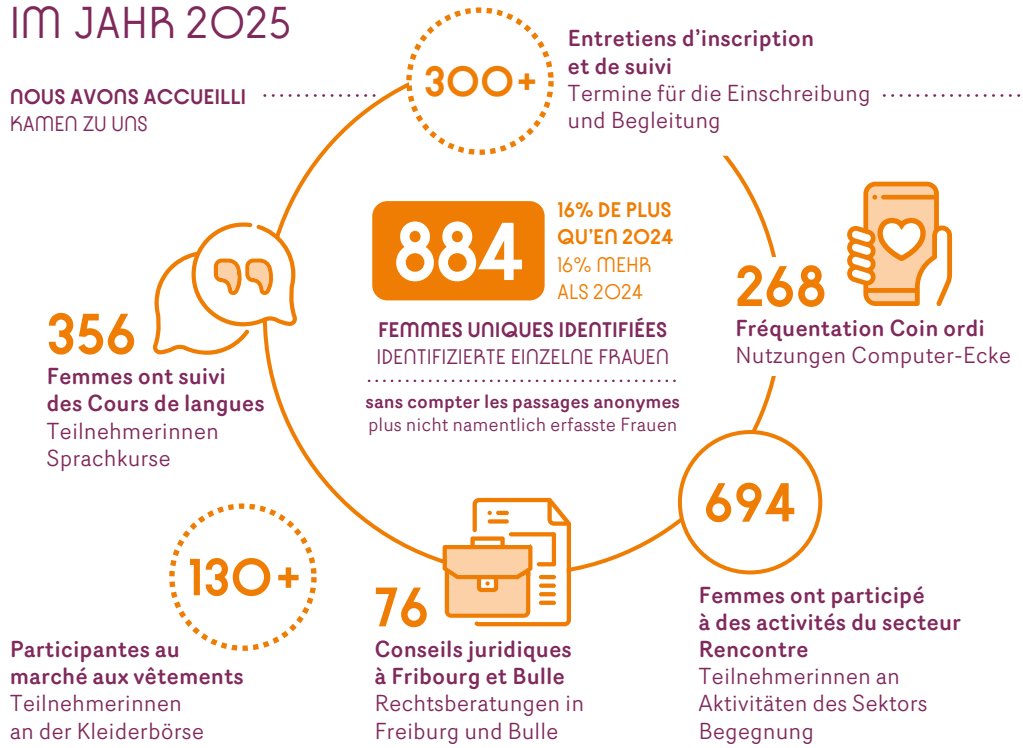 IM JAHR 2025
NOUS AVONS ACCUEILLI
KAMEN ZU UNS
300+
Entretiens d'inscription
et de suivi
Termine für die Einschreibung
und Begleitung
884
16% DE PLUS
QU'EN 2024
16% MEHR
ALS 2024
FEMMES UNIQUES IDENTIFIÉES
IDENTIFIZIERTE EINZELNE FRAUEN
sans compter les passages anonymes
plus nicht namentlich erfasste Frauen
268
Fréquentation Coin ordi
Nutzungen Computer-Ecke
356
Femmes ont suivi
des Cours de langues
Teilnehmerinnen
Sprachkurse
694
Femmes ont participé
à des activités du secteur
Rencontre
Teilnehmerinnen an
Aktivitäten des Sektors
Begegnung
76
Conseils juridiques
à Fribourg et Bulle
Rechtsberatungen in
Freiburg und Bulle
130+
Participantes au
marché aux vêtements
Teilnehmerinnen
an der Kleiderbörse